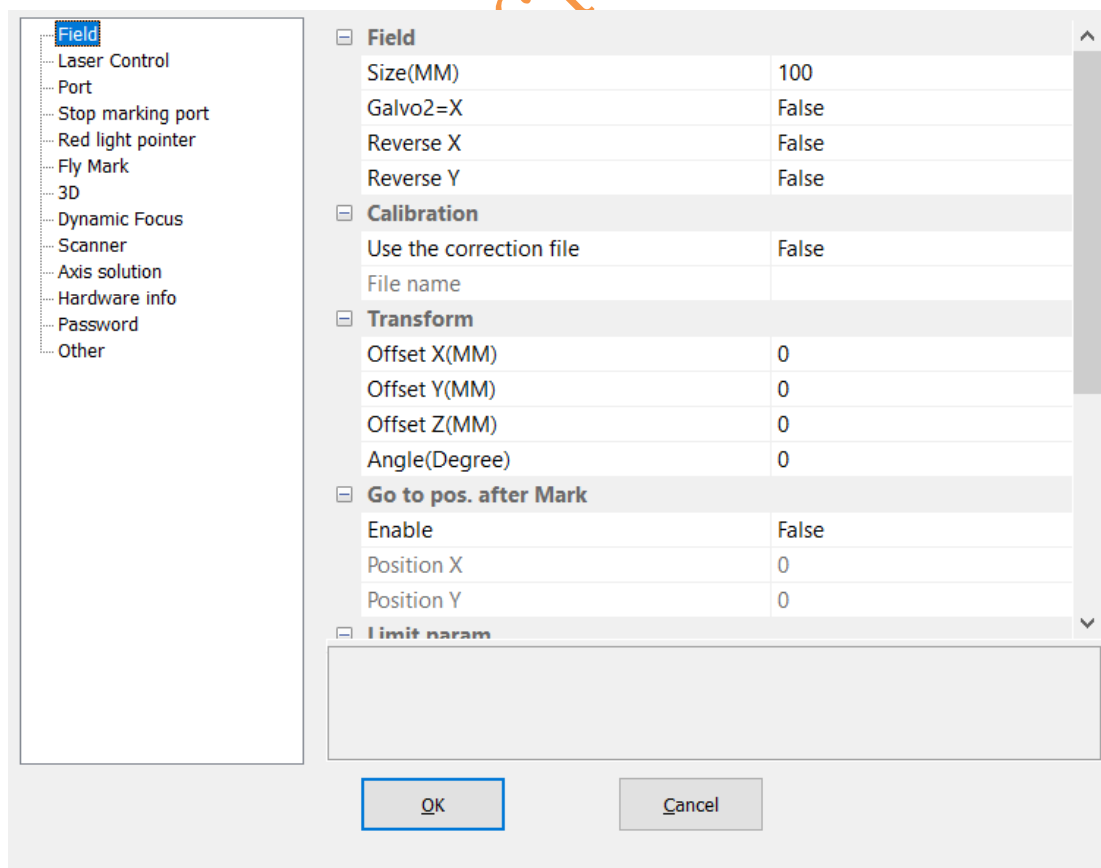 Field
Laser Control
Port
Stop marking port
Red light pointer
Fly Mark
3D
Dynamic Focus
Scanner
Axis solution
Hardware info
Password
Other
Field
Size(MM) 100
Galvo2=X False
Reverse X False
Reverse Y False
Calibration
Use the correction file False
File name
Transform
Offset X(MM) 0
Offset Y(MM) 0
Offset Z(MM) 0
Angle(Degree) 0
Go to pos. after Mark
Enable False
Position X 0
Position Y 0
Limit param
OK Cancel